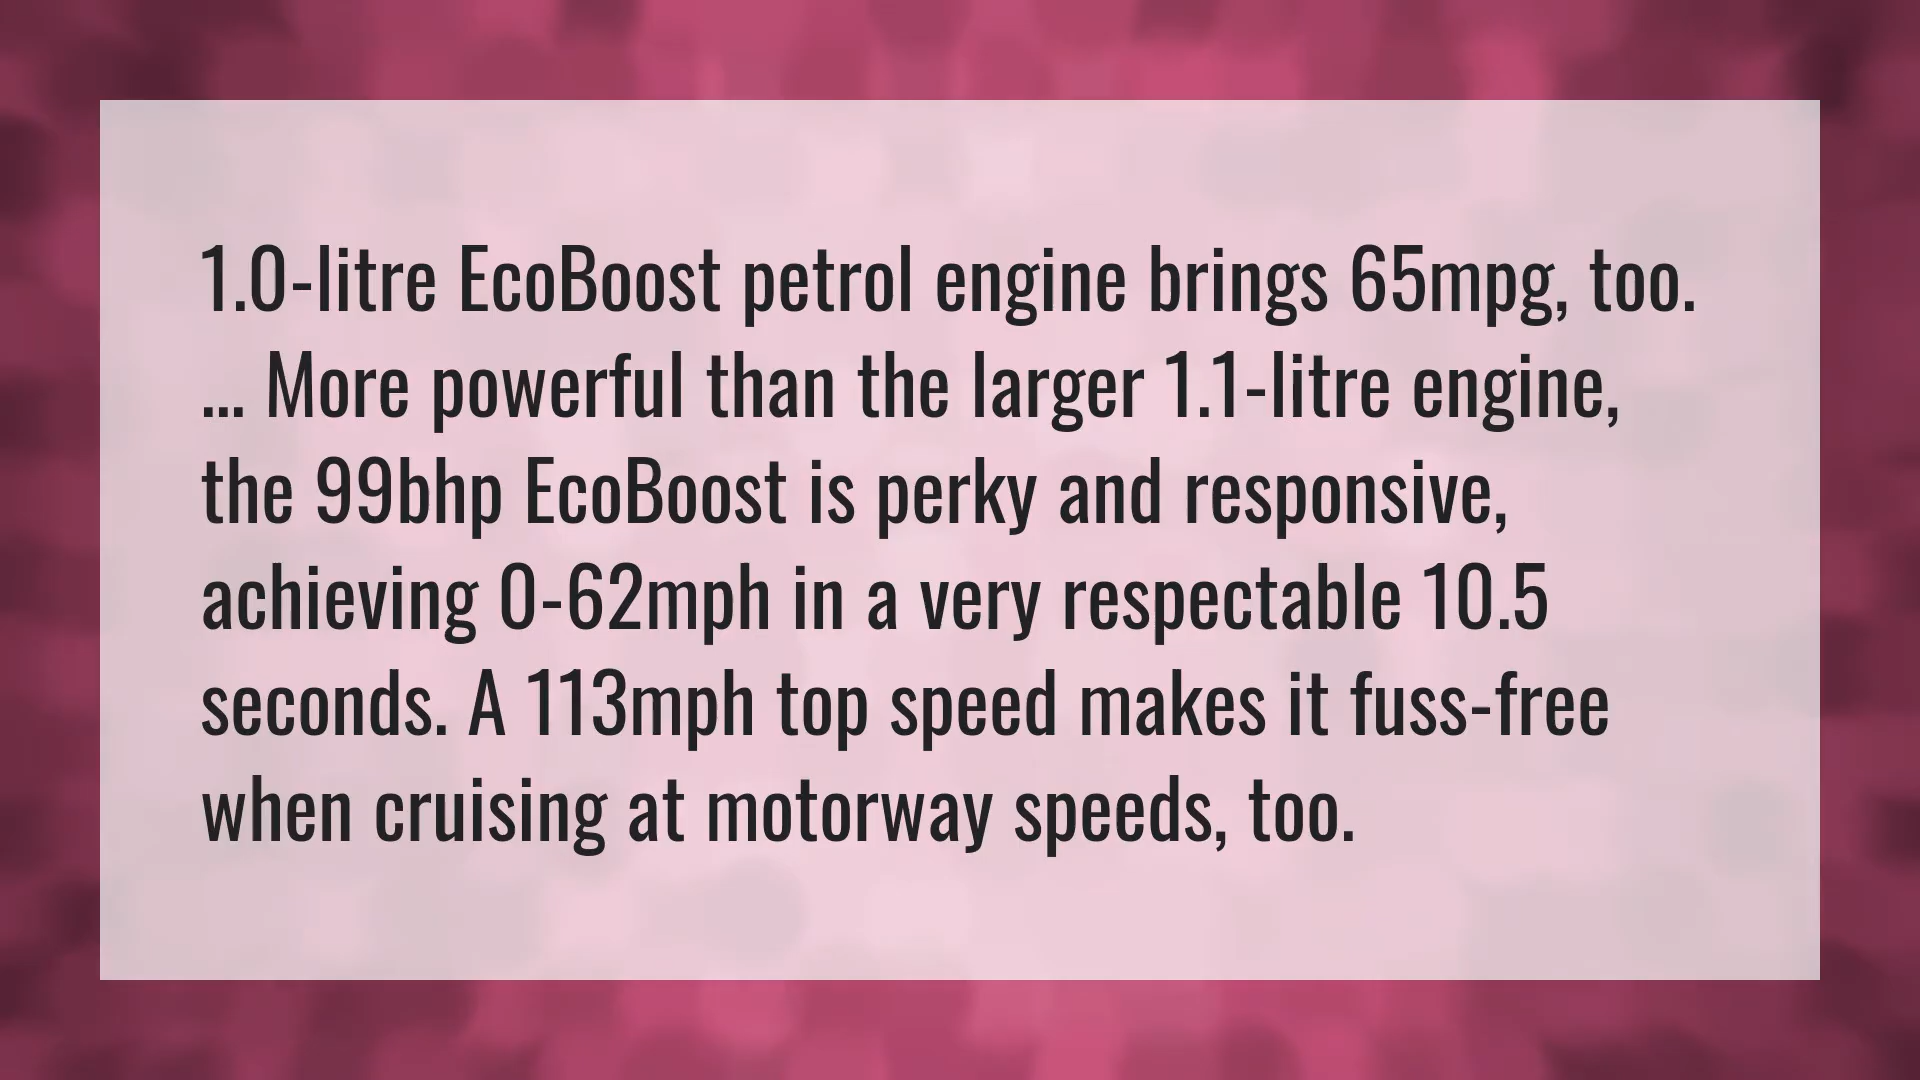 1.0-litre EcoBoost petrol engine brings 65mpg, too.
... More powerful than the larger 1.1-litre engine,
the 99bhp EcoBoost is perky and responsive,
achieving 0-62mph in a very respectable 10.5
seconds. A 113mph top speed makes it fuss-free
when cruising at motorway speeds, too.